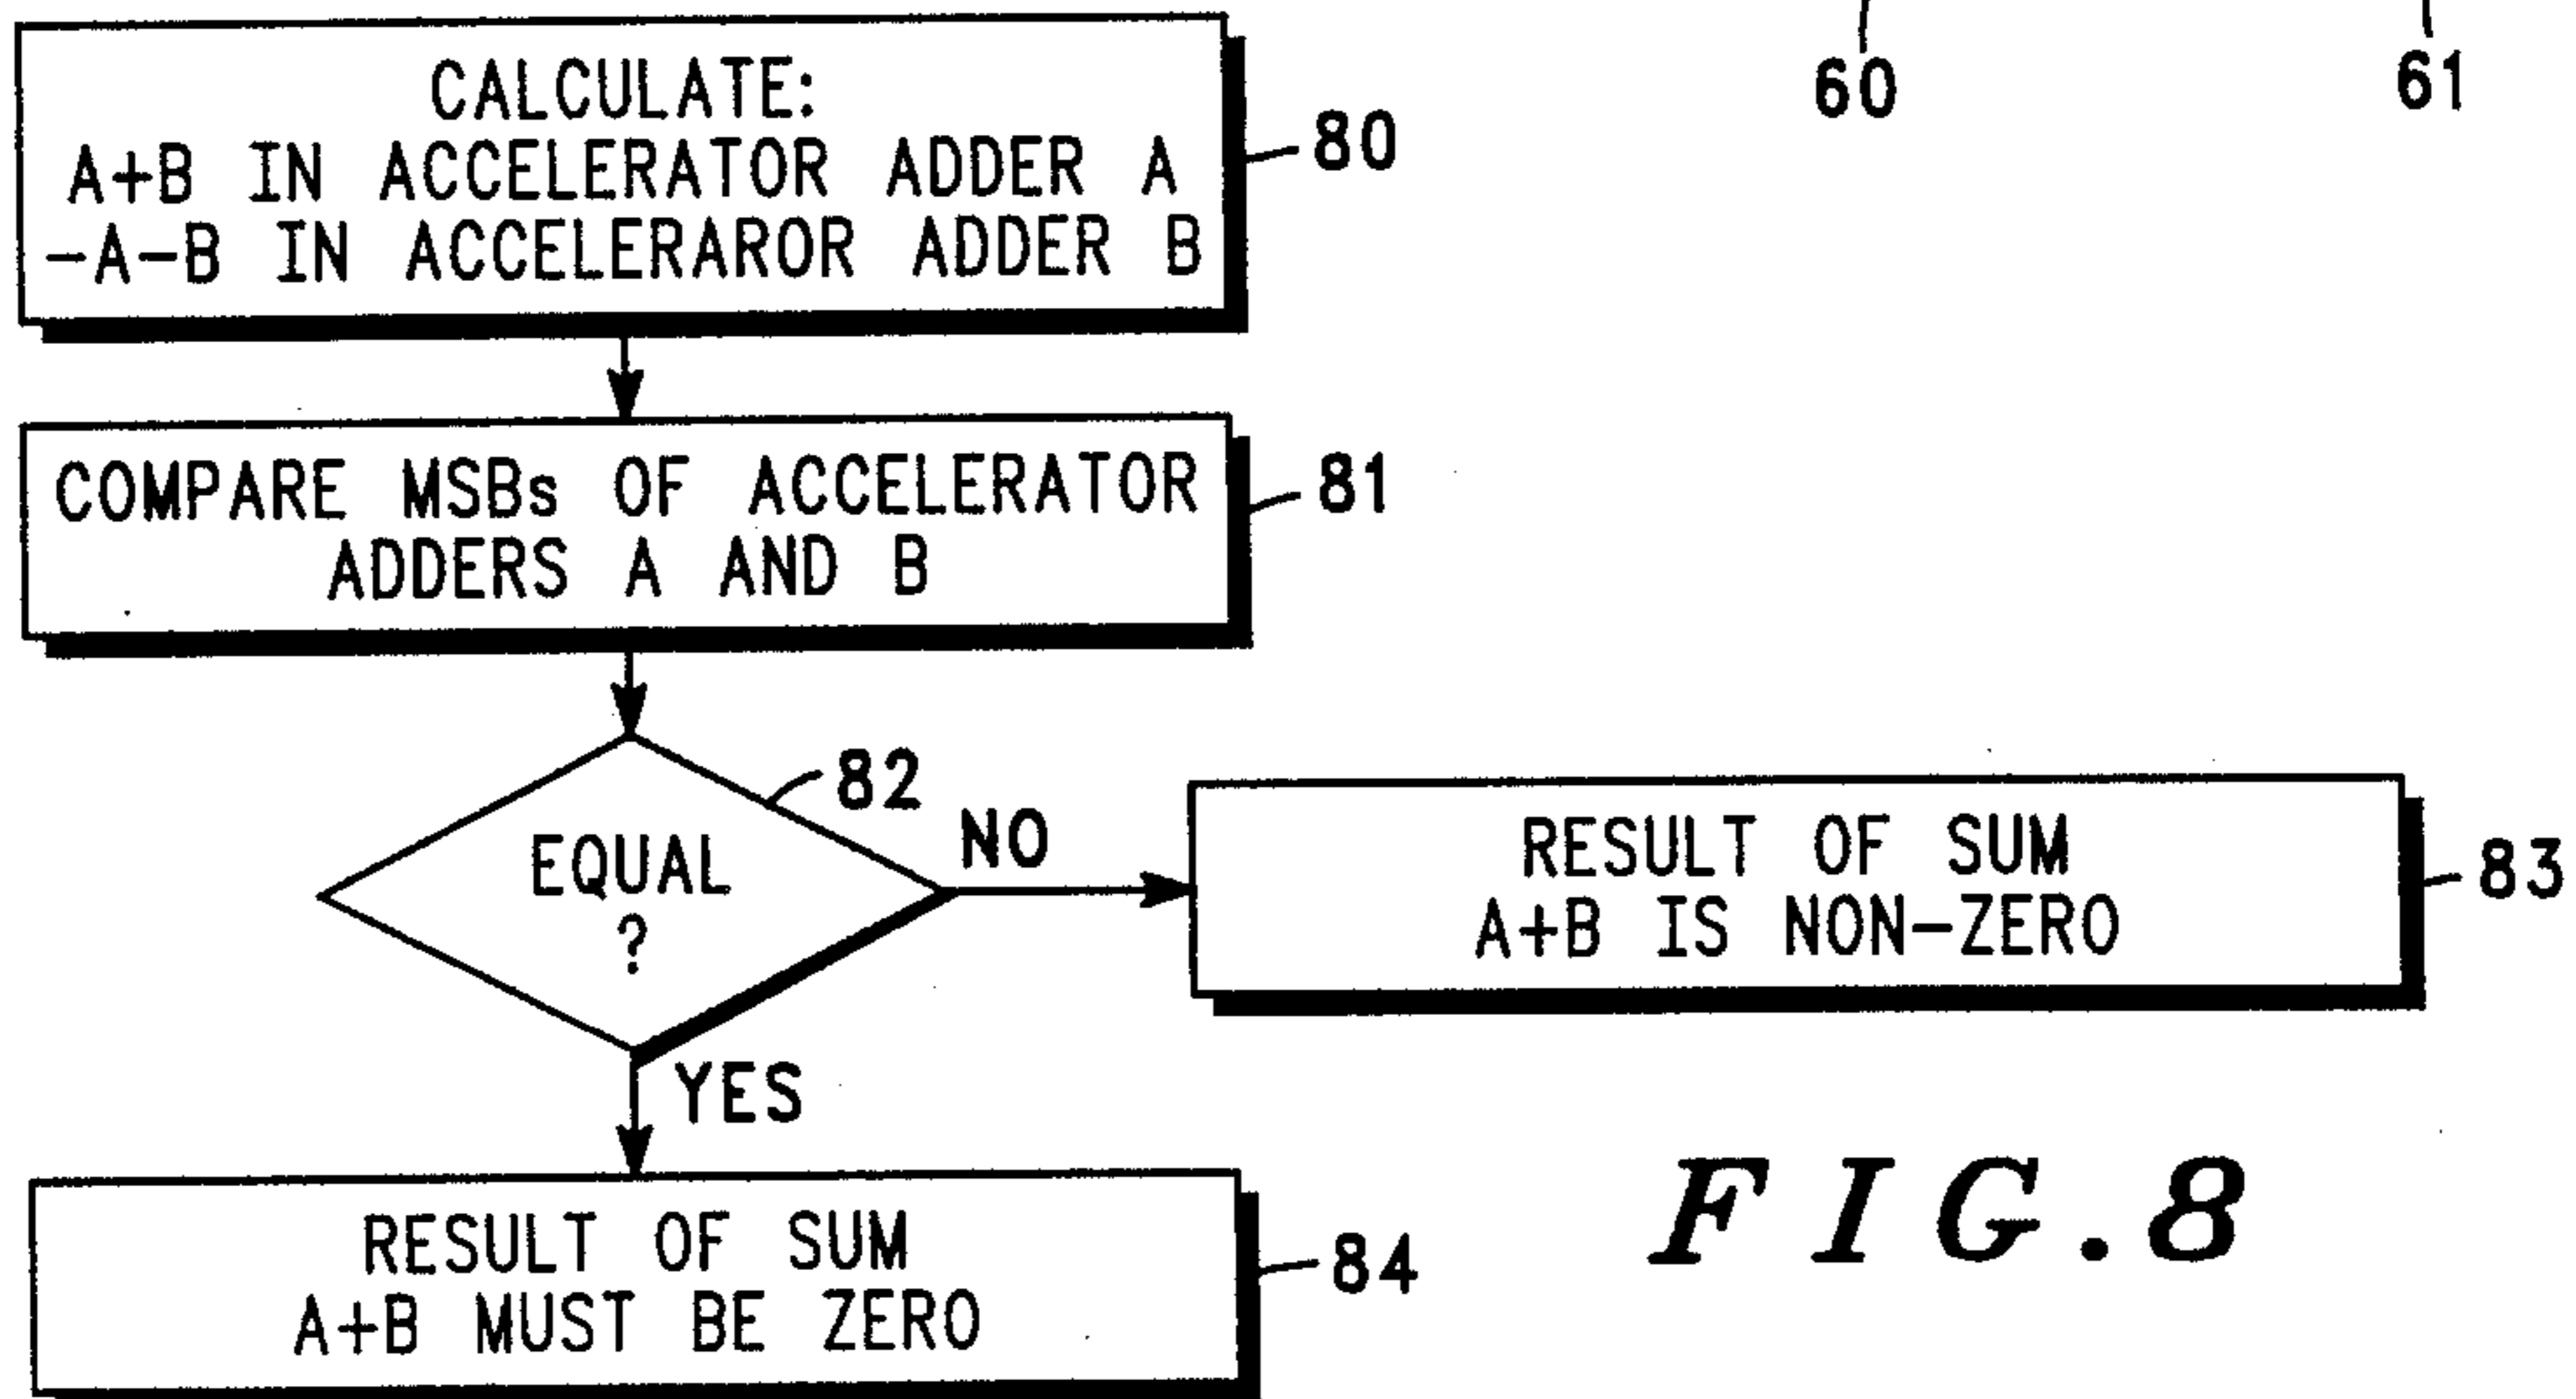 60
61
CALCULATE:
A+B IN ACCELERATOR ADDER A
-A-B IN ACCELERAROR ADDER B
80
COMPARE MSBs OF ACCELERATOR
ADDERS A AND B
81
82
EQUAL
?
NO
RESULT OF SUM
A+B IS NON-ZERO
83
YES
RESULT OF SUM
A+B MUST BE ZERO
84
FIG.8